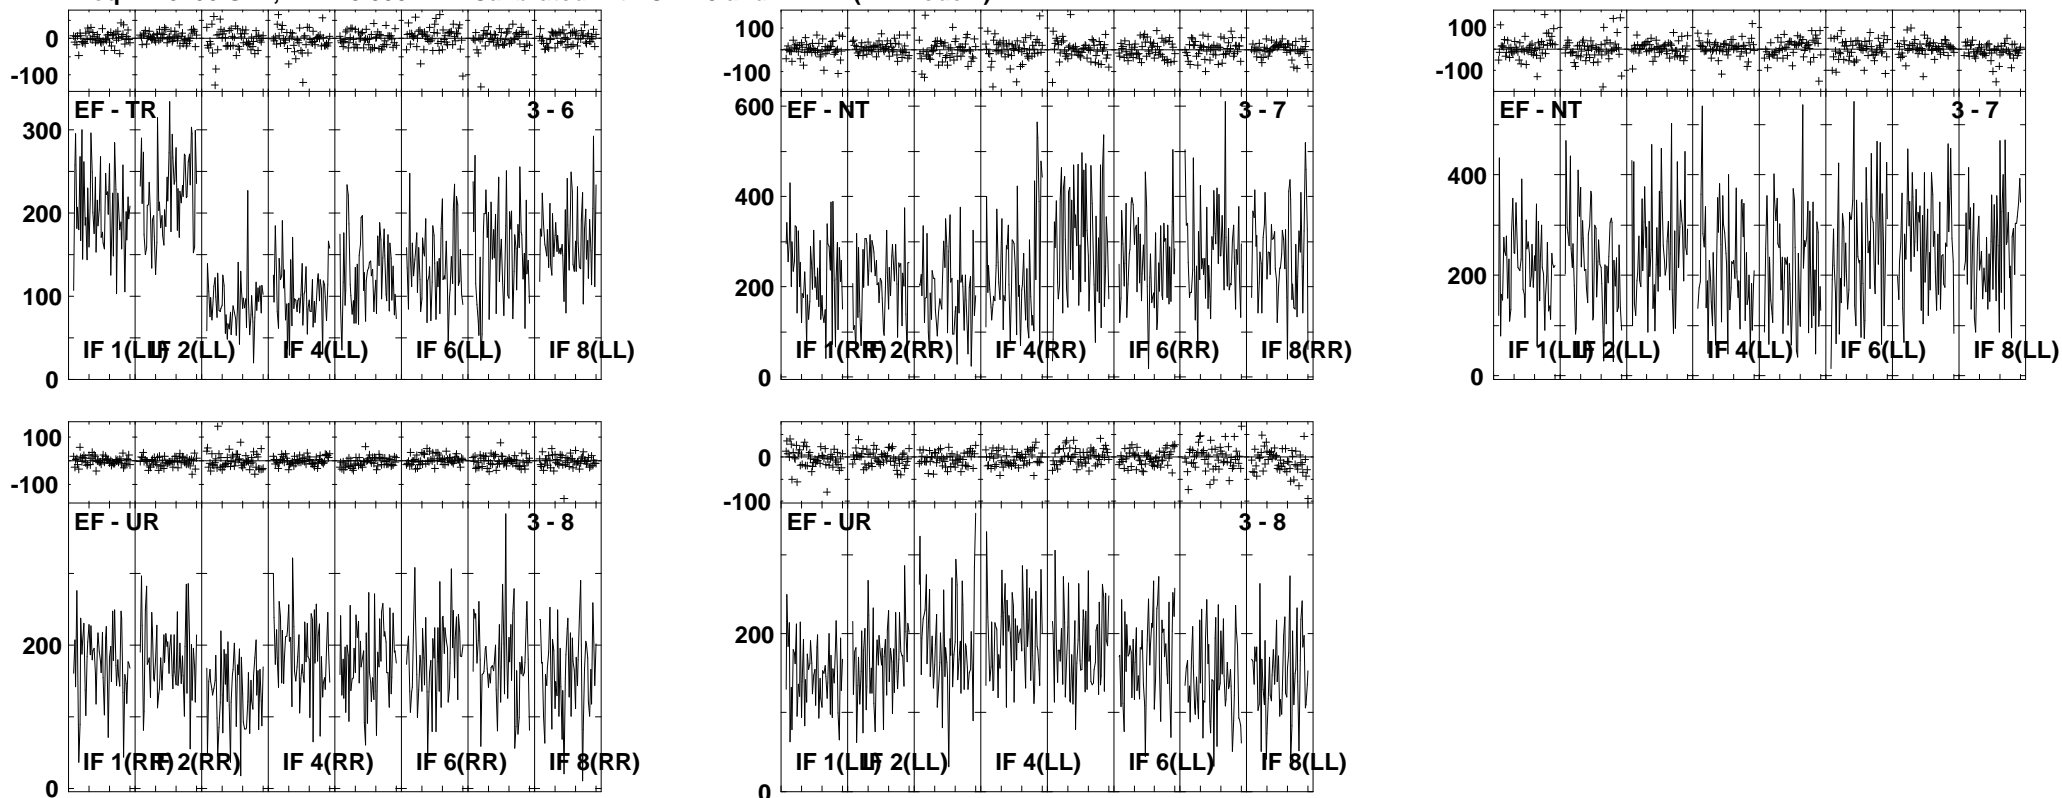 0
-100
EF - TR
3 - 6
300
200
100
0
IF 1(LL)
IF 2(LL)
IF 4(LL)
IF 6(LL)
IF 8(LL)
100
-100
EF - NT
3 - 7
600
400
200
0
IF 1(RR)
IF 2(RR)
IF 4(RR)
IF 6(RR)
IF 8(RR)
100
-100
EF - NT
3 - 7
400
200
0
IF 1(LL)
IF 2(LL)
IF 4(LL)
IF 6(LL)
IF 8(LL)
100
-100
EF - UR
3 - 8
200
0
IF 1(RR)
IF 2(RR)
IF 4(RR)
IF 6(RR)
IF 8(RR)
0
-100
EF - UR
3 - 8
200
0
IF 1(LL)
IF 2(LL)
IF 4(LL)
IF 6(LL)
IF 8(LL)